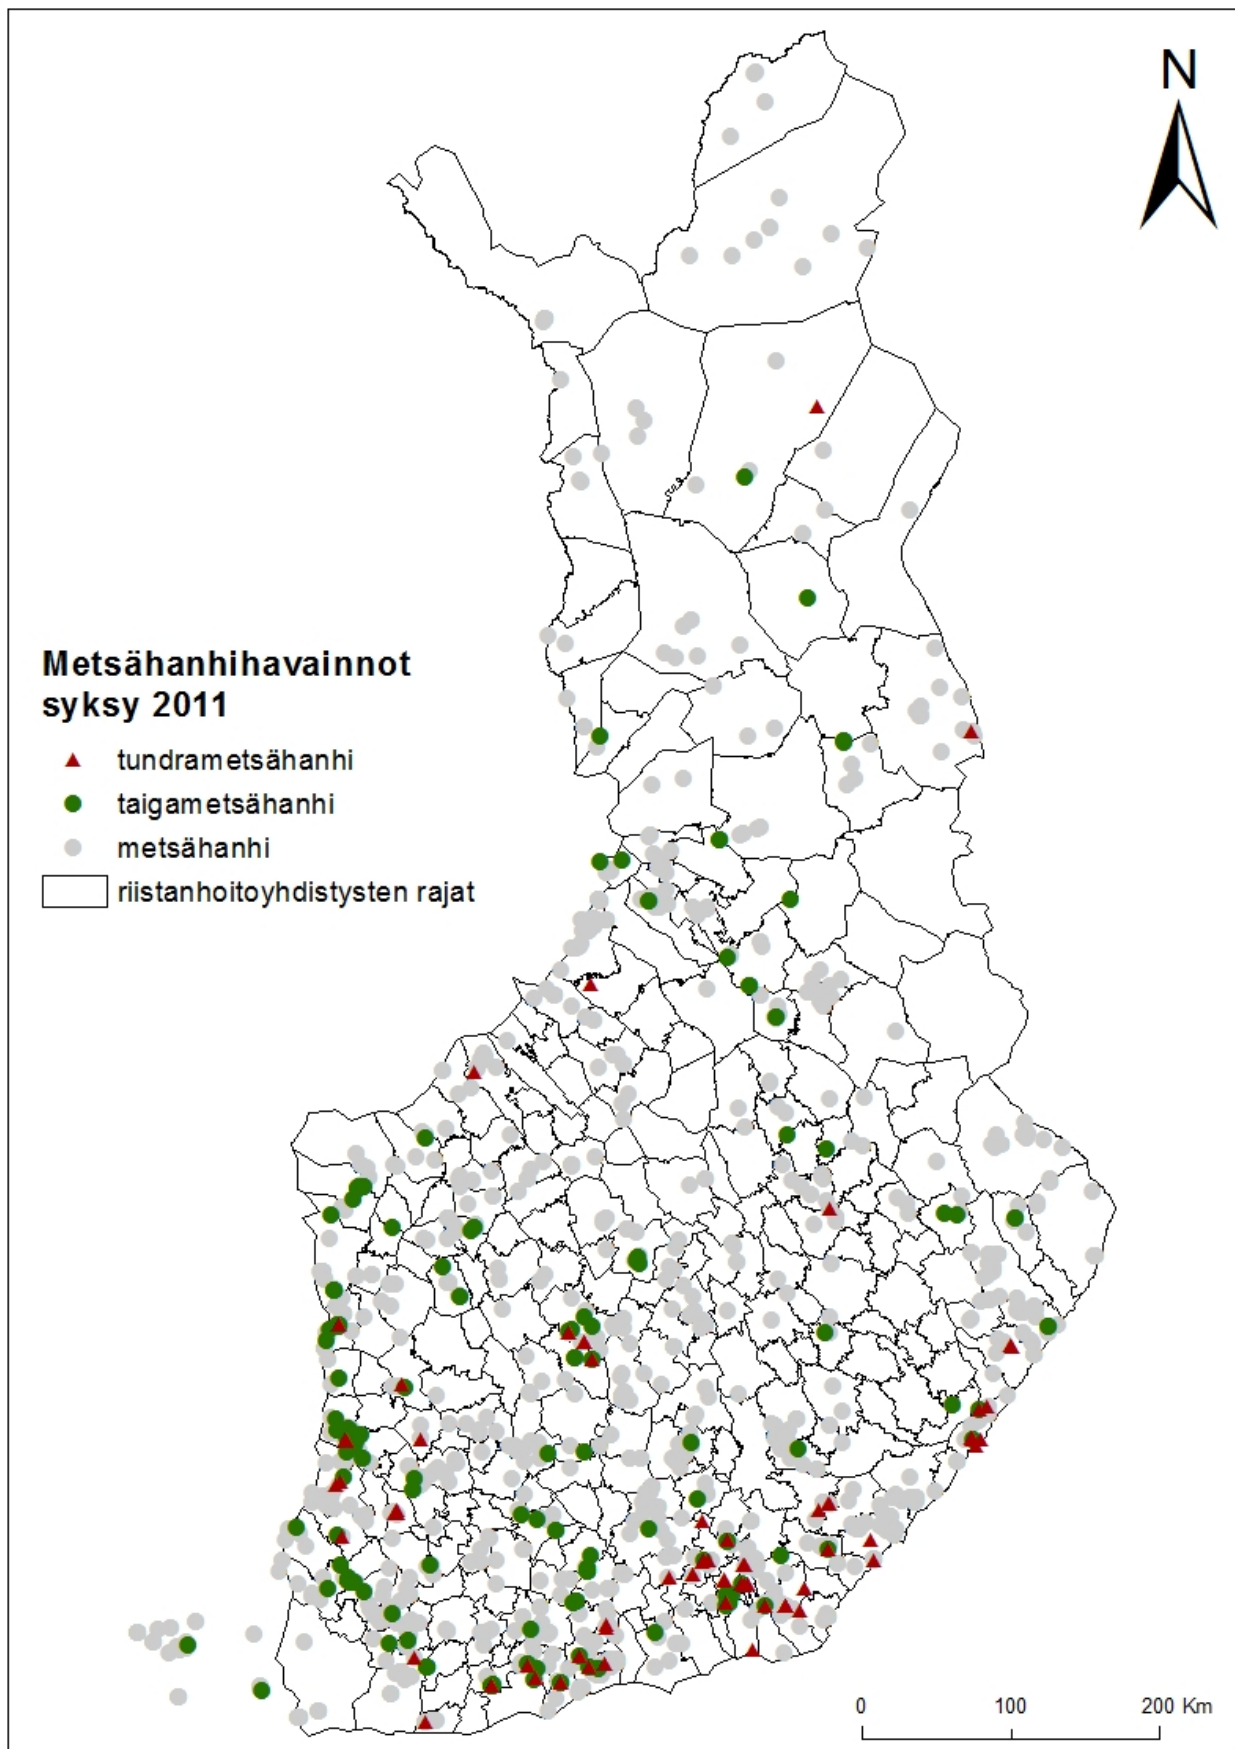 N
Metsähanhihavainnot
syksy 2011
tundrametsähanhi
taigametsähanhi
metsähanhi
riistanhoitoyhdistysten rajat
0 100 200 Km